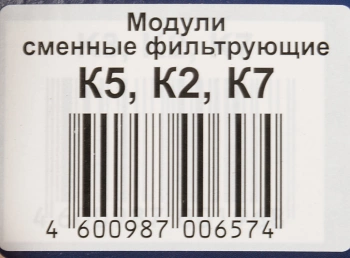 Модули
сменные фильтрующие
К5, К2, К7
4 600987 006574